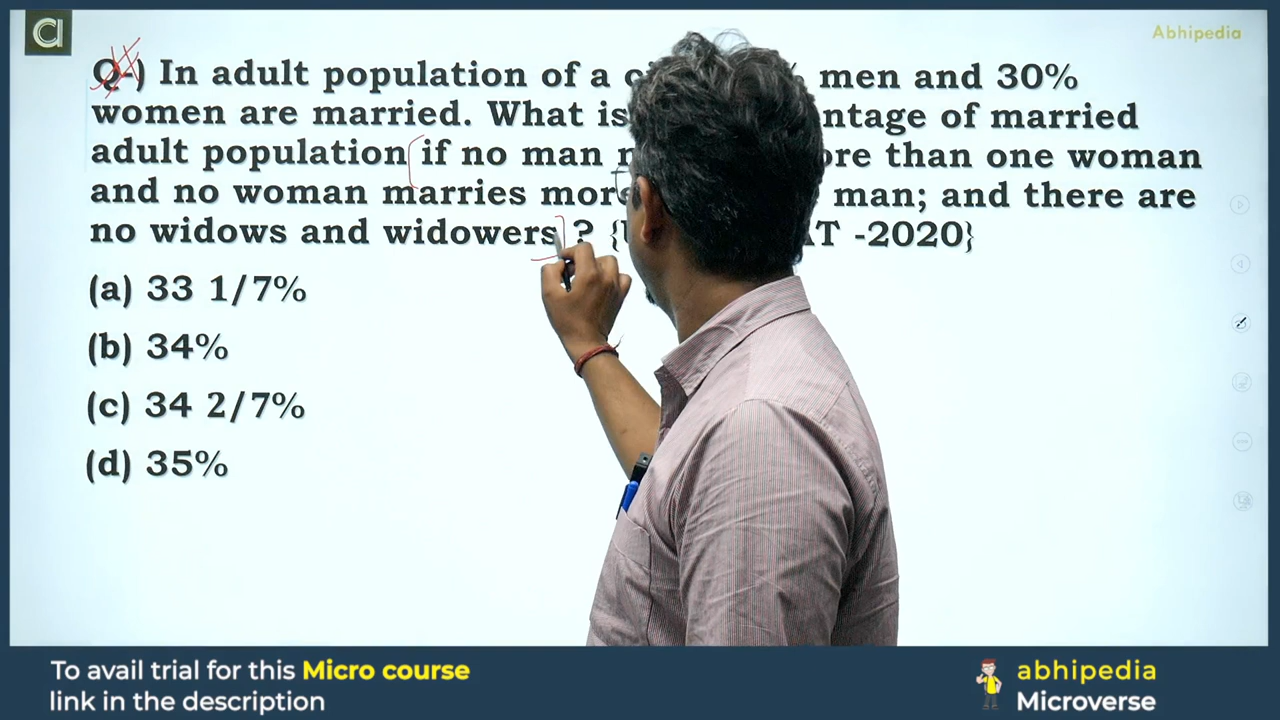 Abhipedia
Q-) In adult population of a men and 30%
women are married. What is of married
adult population if no man than one woman
and no woman marries man; and there are
no widows and widowers ? -2020}
(a) 33 1/7%
(b) 34%
(c) 34 2/7%
(d) 35%
To avail trial for this Micro course
link in the description
abhipedia
Microverse